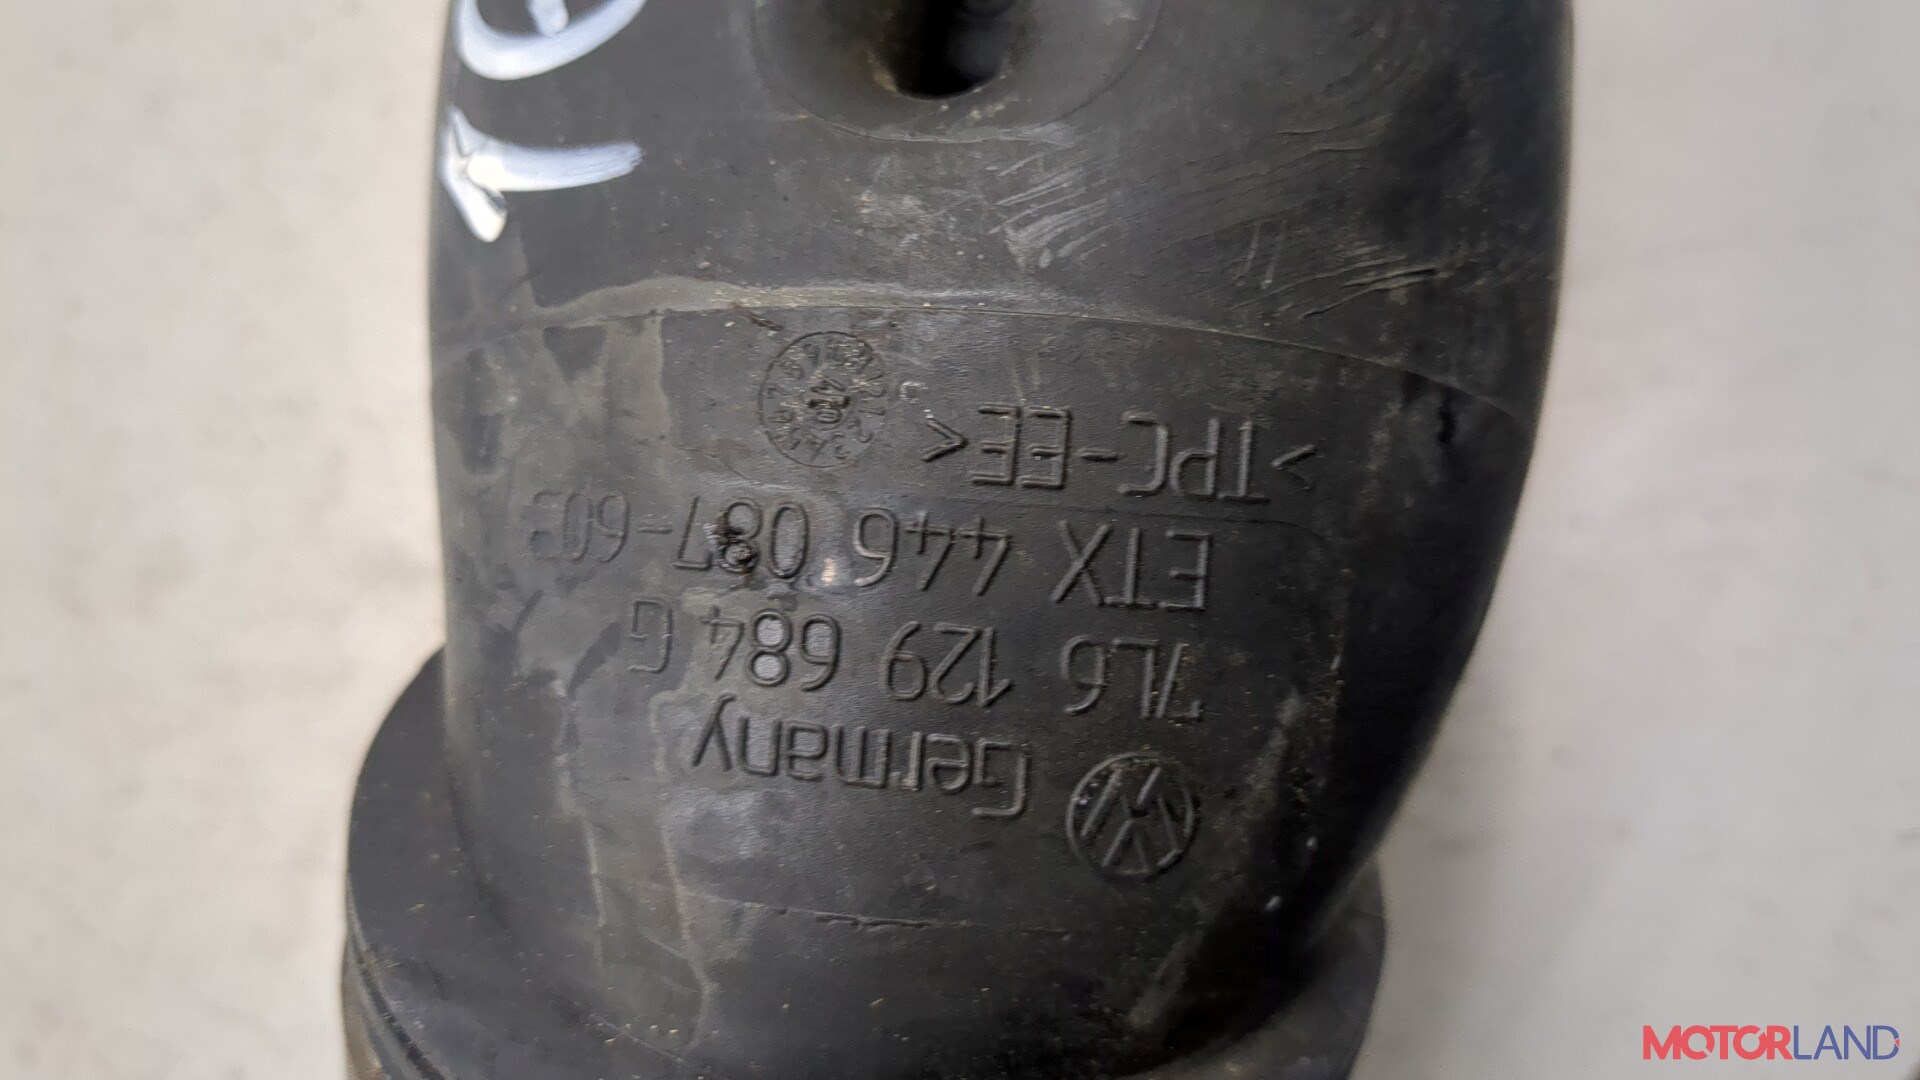 Germany
7L6 129 684 G
ETX 446 087-603
>TPC-EE<
MOTORLAND